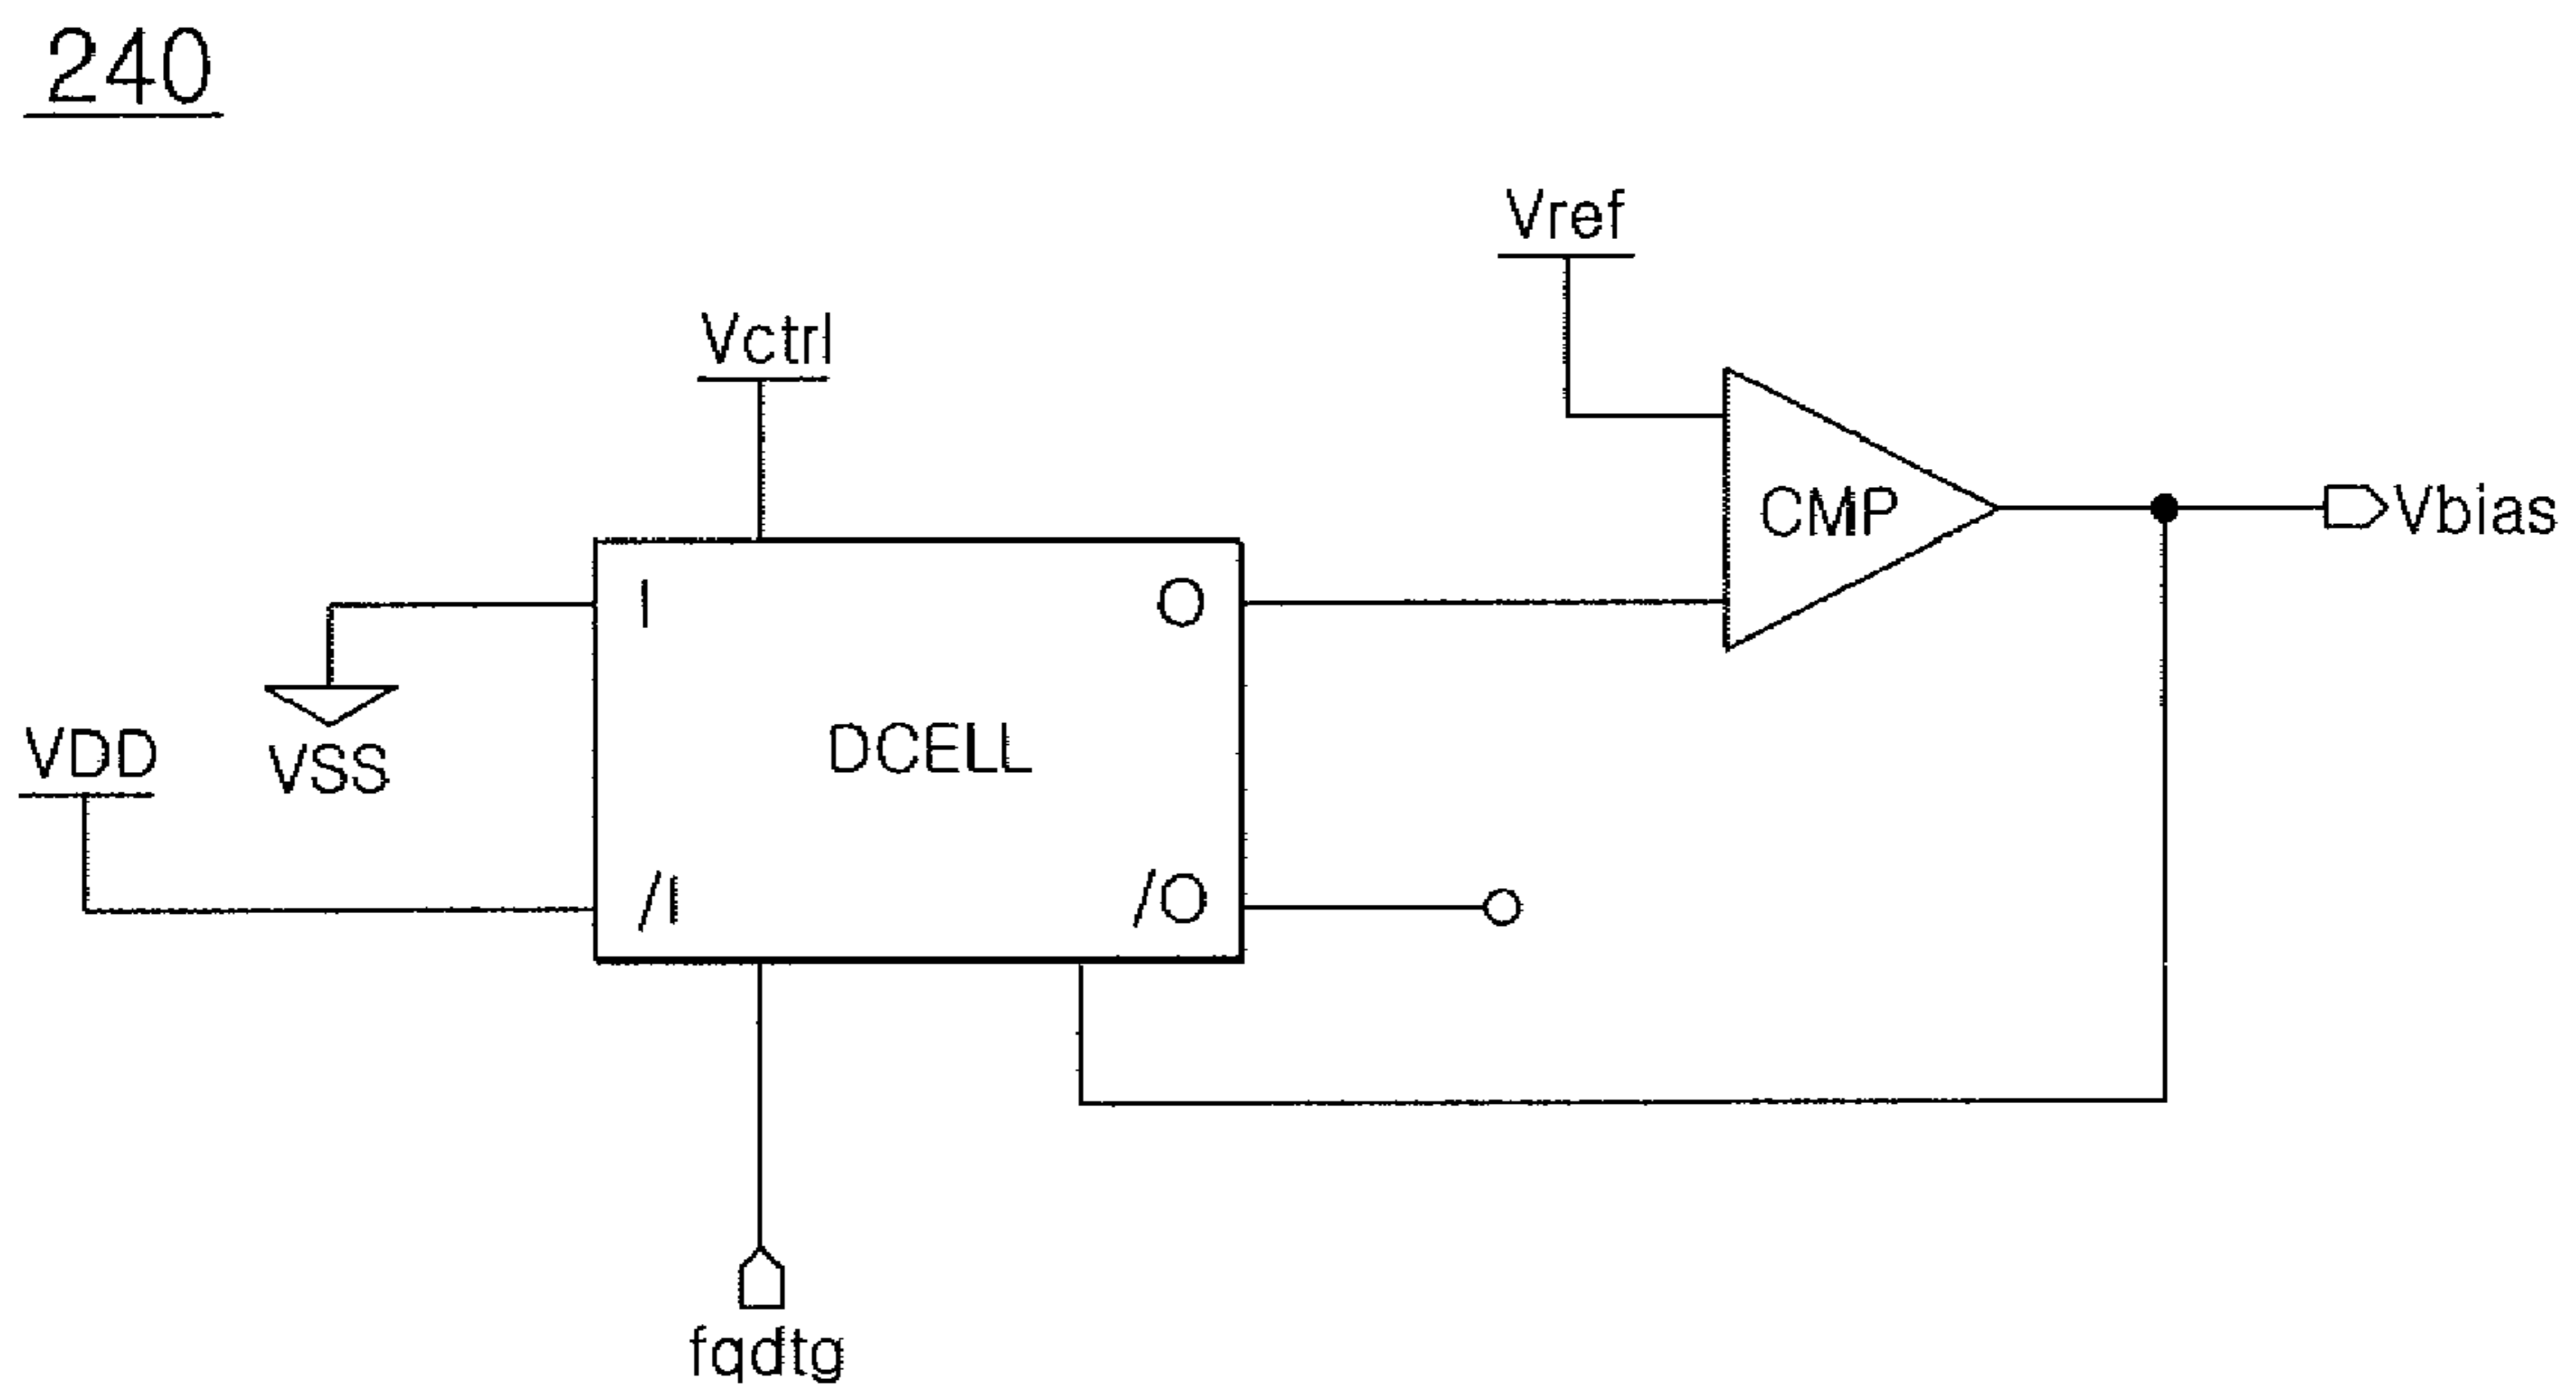 240
Vref
Vctrl
CMP
Vbias
I
O
DCELL
VDD
VSS
/I
/O
fqdtg